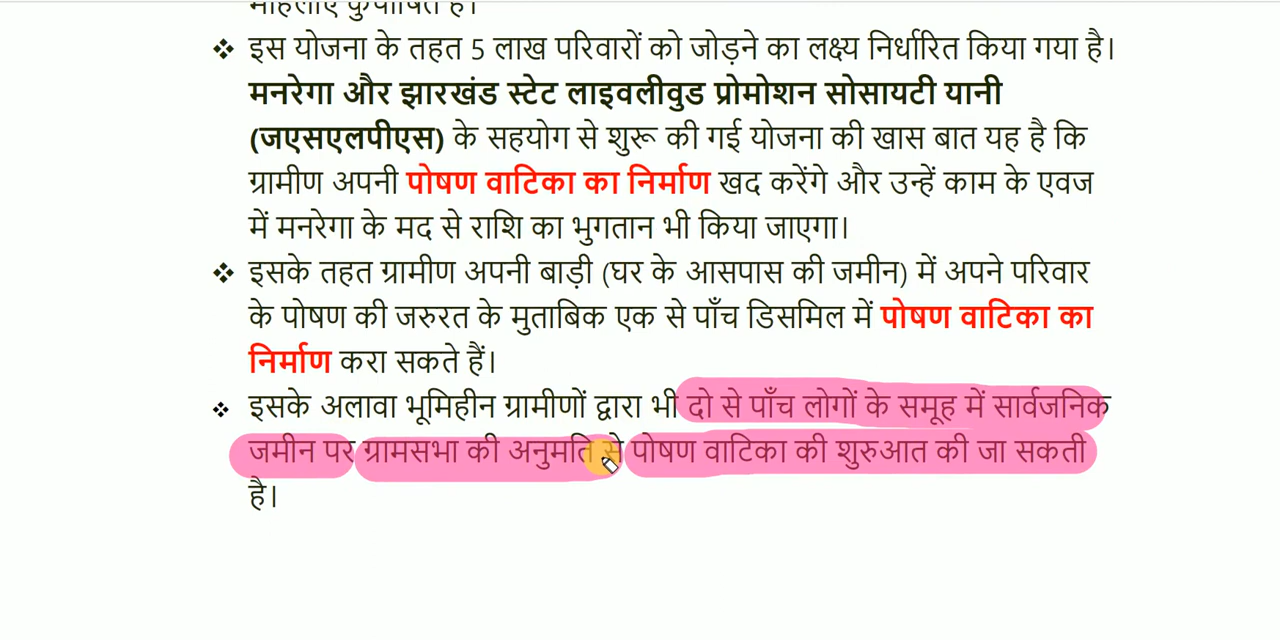 महिलाएं कुपोषित है।
❖ इस योजना के तहत 5 लाख परिवारों को जोड़ने का लक्ष्य निर्धारित किया गया है।
मनरेगा और झारखंड स्टेट लाइवलीवुड प्रोमोशन सोसायटी यानी
(जएसएलपीएस) के सहयोग से शुरू की गई योजना की खास बात यह है कि
ग्रामीण अपनी पोषण वाटिका का निर्माण खद करेंगे और उन्हें काम के एवज
में मनरेगा के मद से राशि का भुगतान भी किया जाएगा।
❖ इसके तहत ग्रामीण अपनी बाड़ी (घर के आसपास की जमीन) में अपने परिवार
के पोषण की जरुरत के मुताबिक एक से पाँच डिसमिल में पोषण वाटिका का
निर्माण करा सकते हैं।
❖ इसके अलावा भूमिहीन ग्रामीणों द्वारा भी दो से पाँच लोगों के समूह में सार्वजनिक
जमीन पर ग्रामसभा की अनुमति से पोषण वाटिका की शुरुआत की जा सकती
है।